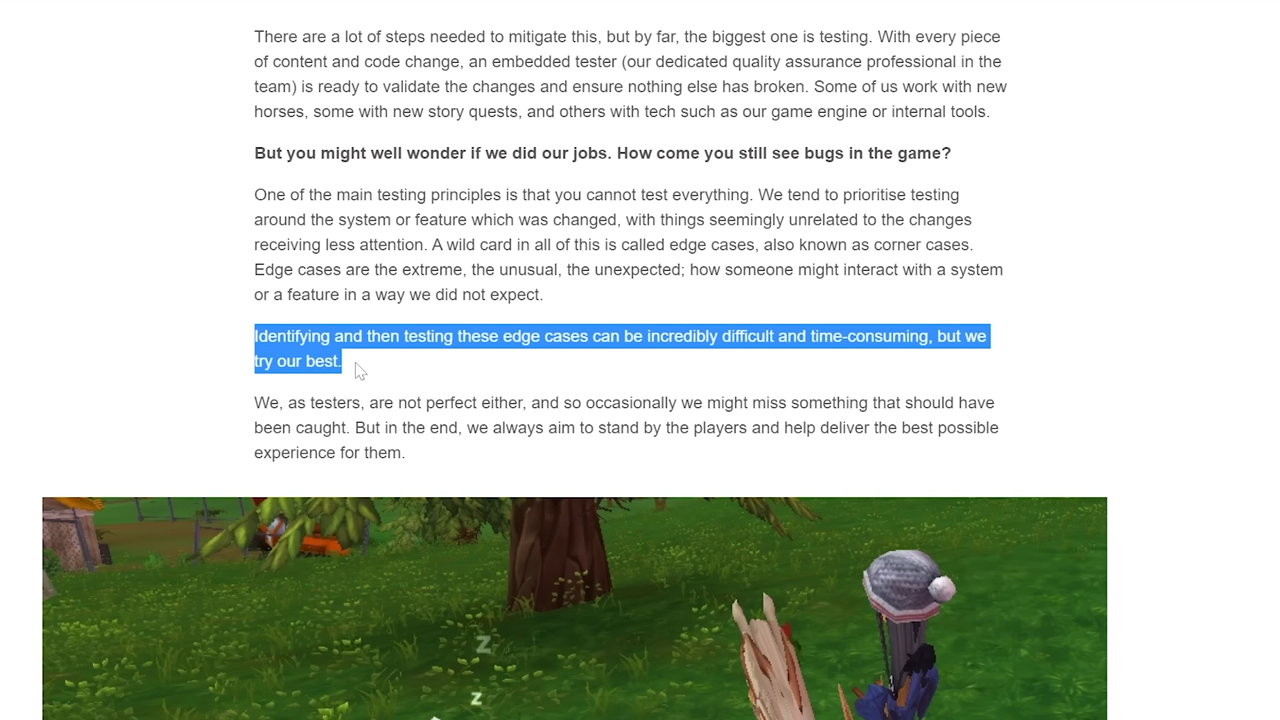 There are a lot of steps needed to mitigate this, but by far, the biggest one is testing. With every piece
of content and code change, an embedded tester (our dedicated quality assurance professional in the
team) is ready to validate the changes and ensure nothing else has broken. Some of us work with new
horses, some with new story quests, and others with tech such as our game engine or internal tools.
But you might well wonder if we did our jobs. How come you still see bugs in the game?
One of the main testing principles is that you cannot test everything. We tend to prioritise testing
around the system or feature which was changed, with things seemingly unrelated to the changes
receiving less attention. A wild card in all of this is called edge cases, also known as corner cases.
Edge cases are the extreme, the unusual, the unexpected; how someone might interact with a system
or a feature in a way we did not expect.
Identifying and then testing these edge cases can be incredibly difficult and time-consuming, but we
try our best.
We, as testers, are not perfect either, and so occasionally we might miss something that should have
been caught. But in the end, we always aim to stand by the players and help deliver the best possible
experience for them.
Z
z